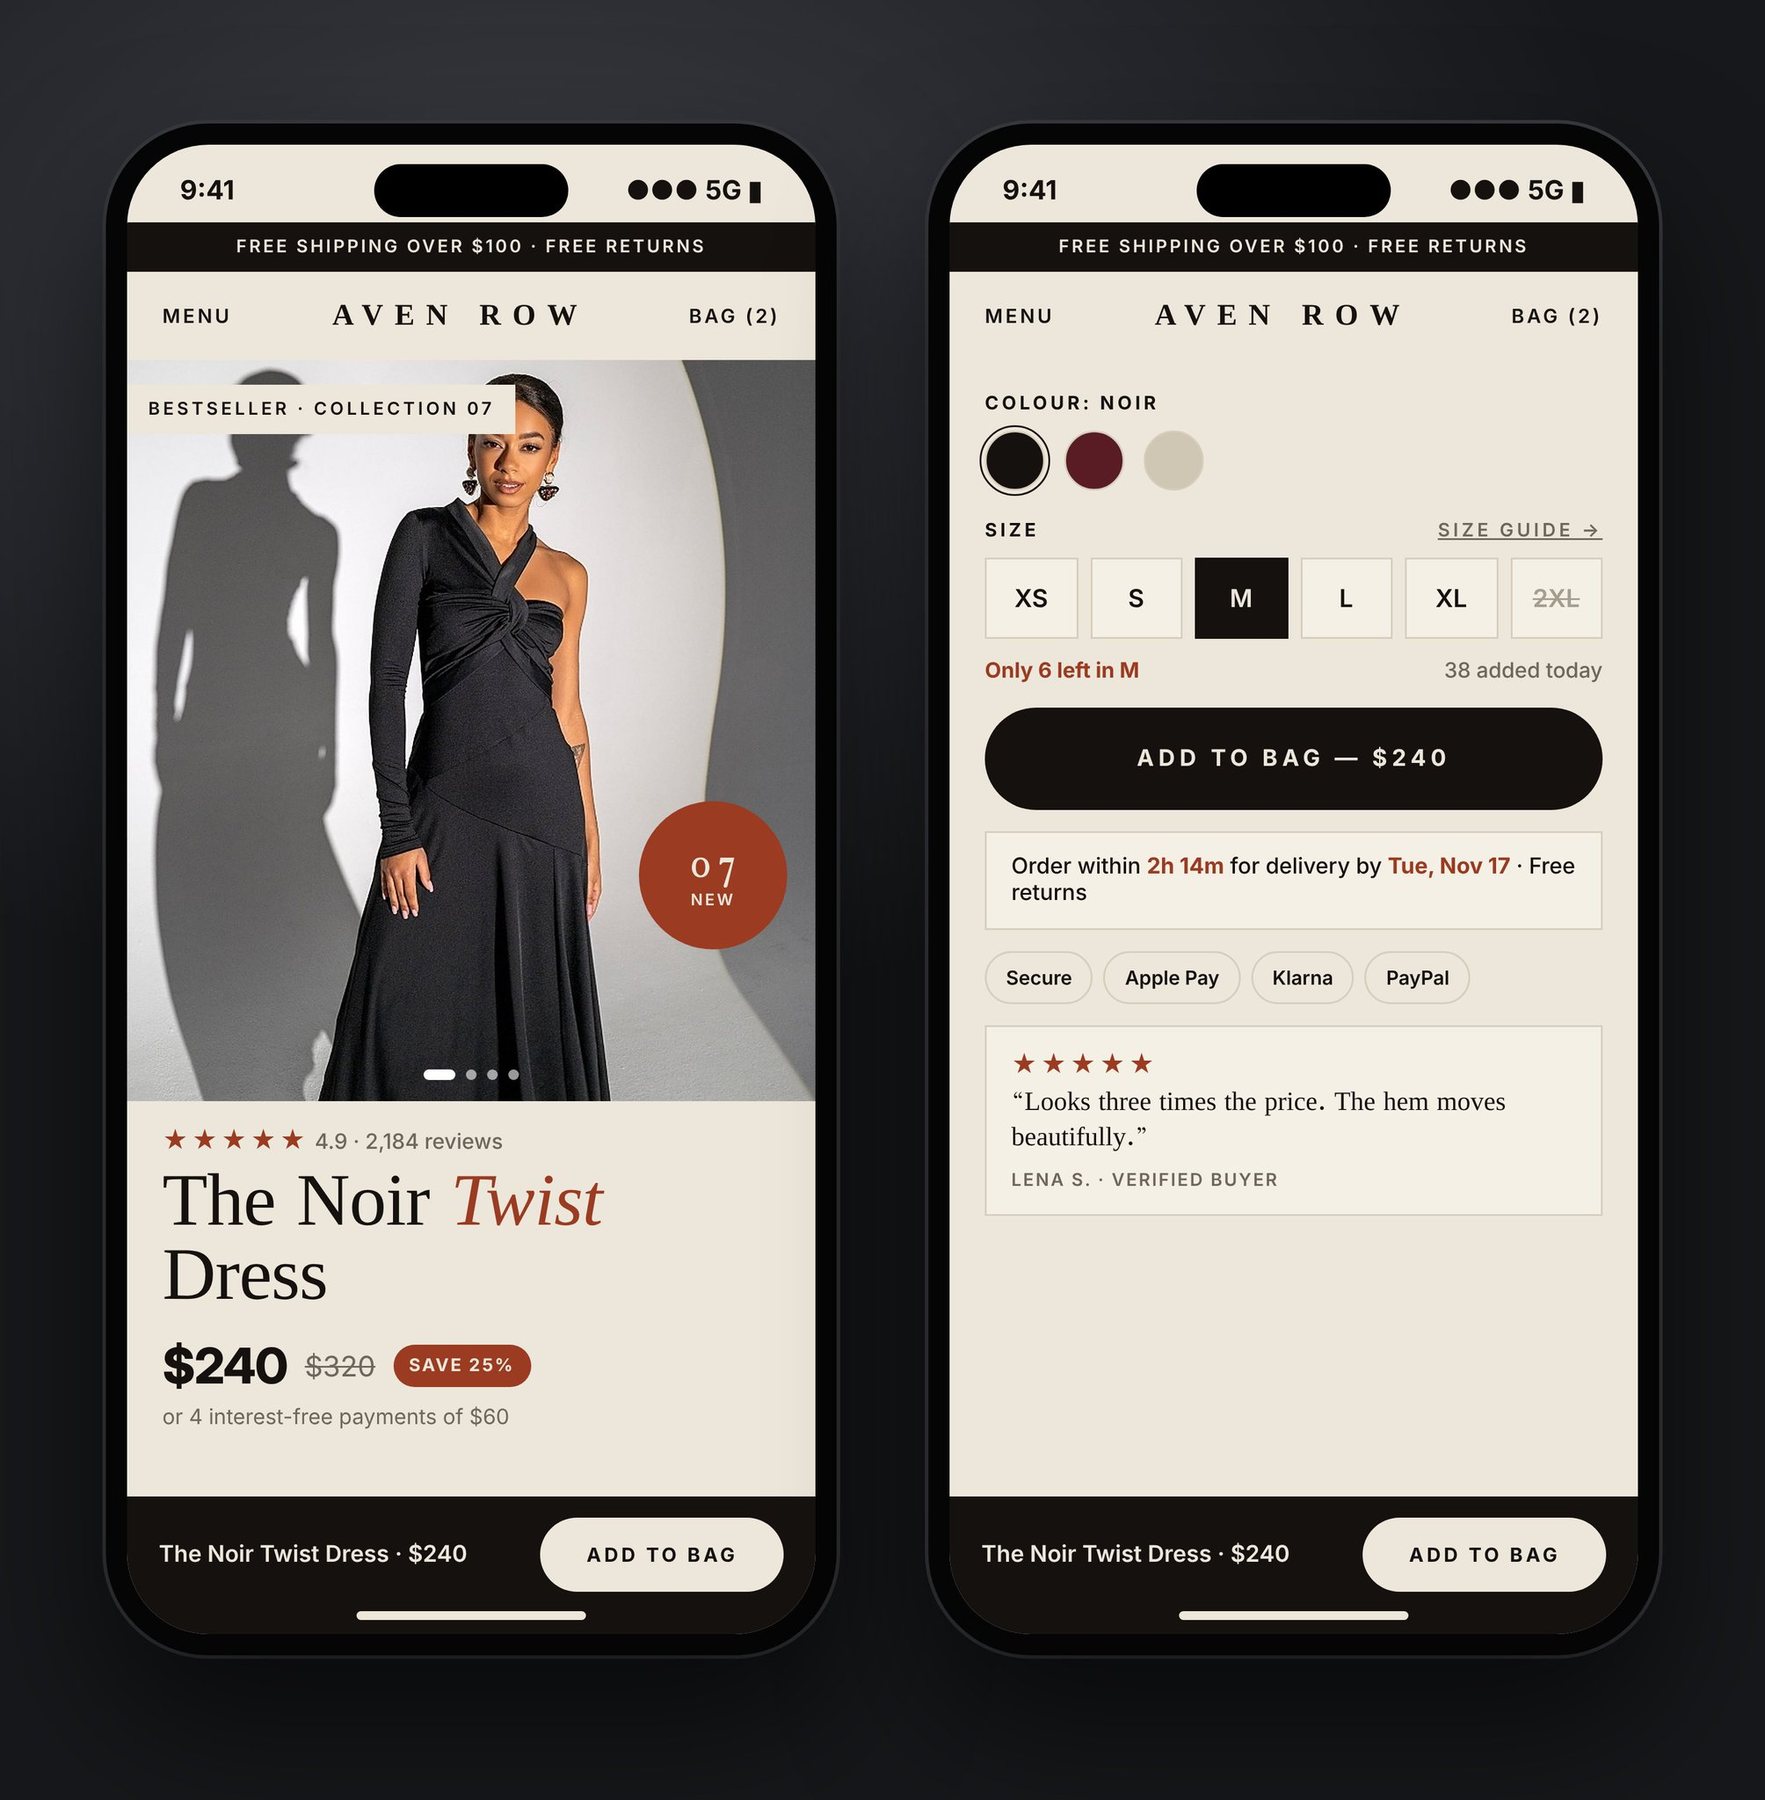 9:41
5G
FREE SHIPPING OVER $100 · FREE RETURNS
MENU
AVEN ROW
BAG (2)
BESTSELLER · COLLECTION 07
07
NEW
★★★★★ 4.9 · 2,184 reviews
The Noir Twist
Dress
$240 $320 SAVE 25%
or 4 interest-free payments of $60
The Noir Twist Dress · $240
ADD TO BAG
9:41
5G
FREE SHIPPING OVER $100 · FREE RETURNS
MENU
AVEN ROW
BAG (2)
COLOUR: NOIR
SIZE
SIZE GUIDE →
XS
S
M
L
XL
2XL
Only 6 left in M
38 added today
ADD TO BAG — $240
Order within 2h 14m for delivery by Tue, Nov 17 · Free
returns
Secure
Apple Pay
Klarna
PayPal
★★★★★
“Looks three times the price. The hem moves
beautifully.”
LENA S. · VERIFIED BUYER
The Noir Twist Dress · $240
ADD TO BAG